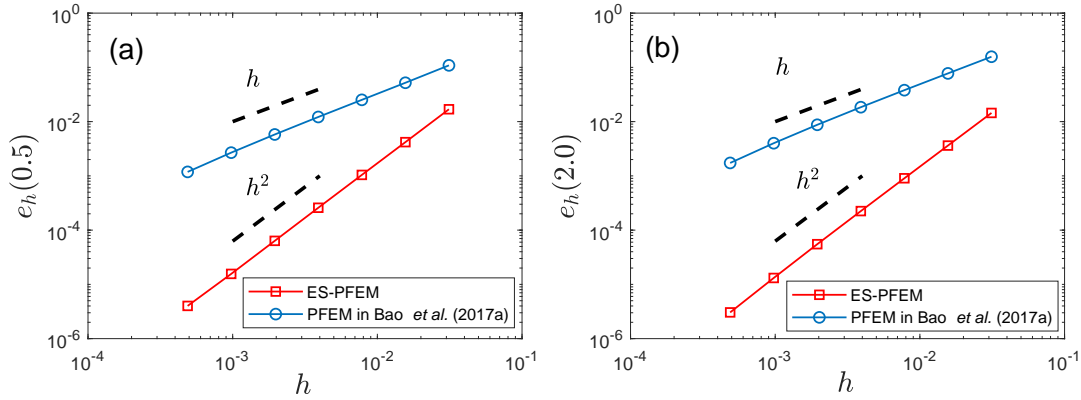 (a)
10^0
10^-2
10^-4
10^-6
e_h(0.5)
h
h^2
ES-PFEM
PFEM in Bao et al. (2017a)
10^-4
10^-3
10^-2
10^-1
h
(b)
10^0
10^-2
10^-4
10^-6
e_h(2.0)
h
h^2
ES-PFEM
PFEM in Bao et al. (2017a)
10^-4
10^-3
10^-2
10^-1
h